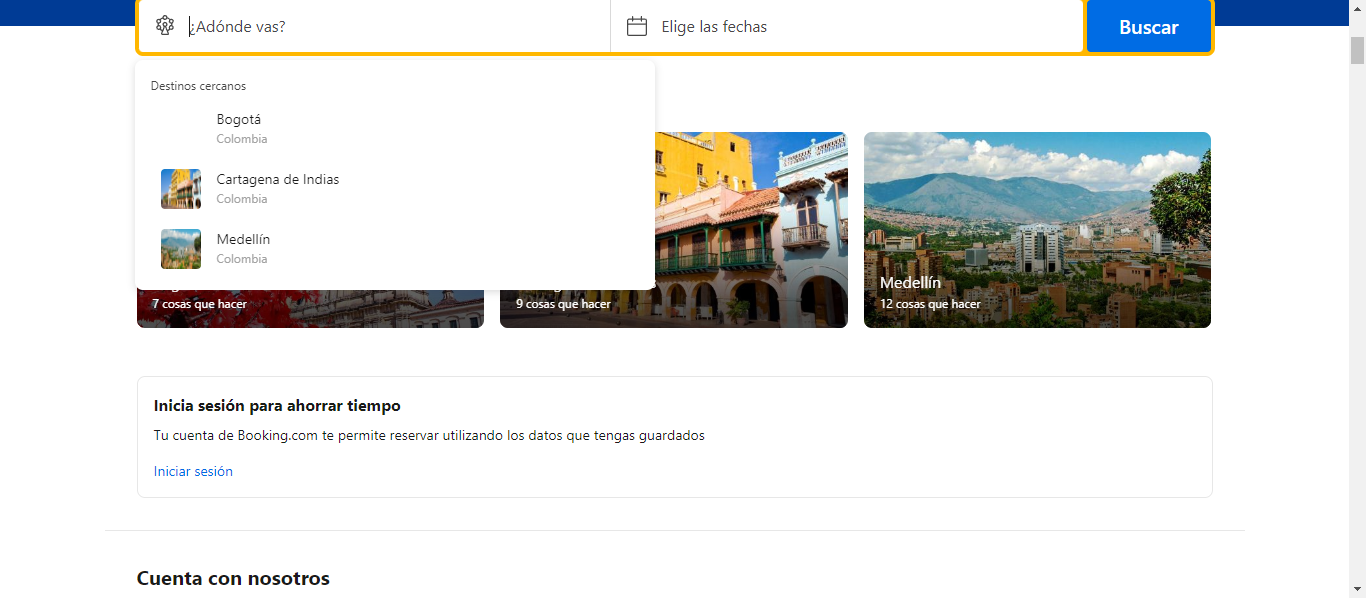 ¿Adónde vas?
Elige las fechas
Buscar
Destinos cercanos
Bogotá
Colombia
Cartagena de Indias
Colombia
Medellín
Colombia
7 cosas que hacer
9 cosas que hacer
Medellín
12 cosas que hacer
Inicia sesión para ahorrar tiempo
Tu cuenta de Booking.com te permite reservar utilizando los datos que tengas guardados
Iniciar sesión
Cuenta con nosotros